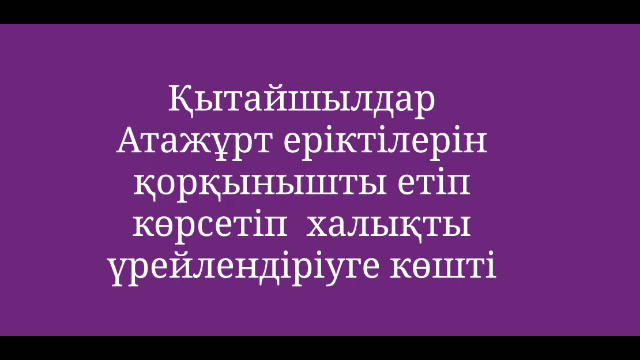 Қытайшылдар
Атажұрт еріктілерін
қорқынышты етіп
көрсетіп халықты
үрейлендіріуге көшті